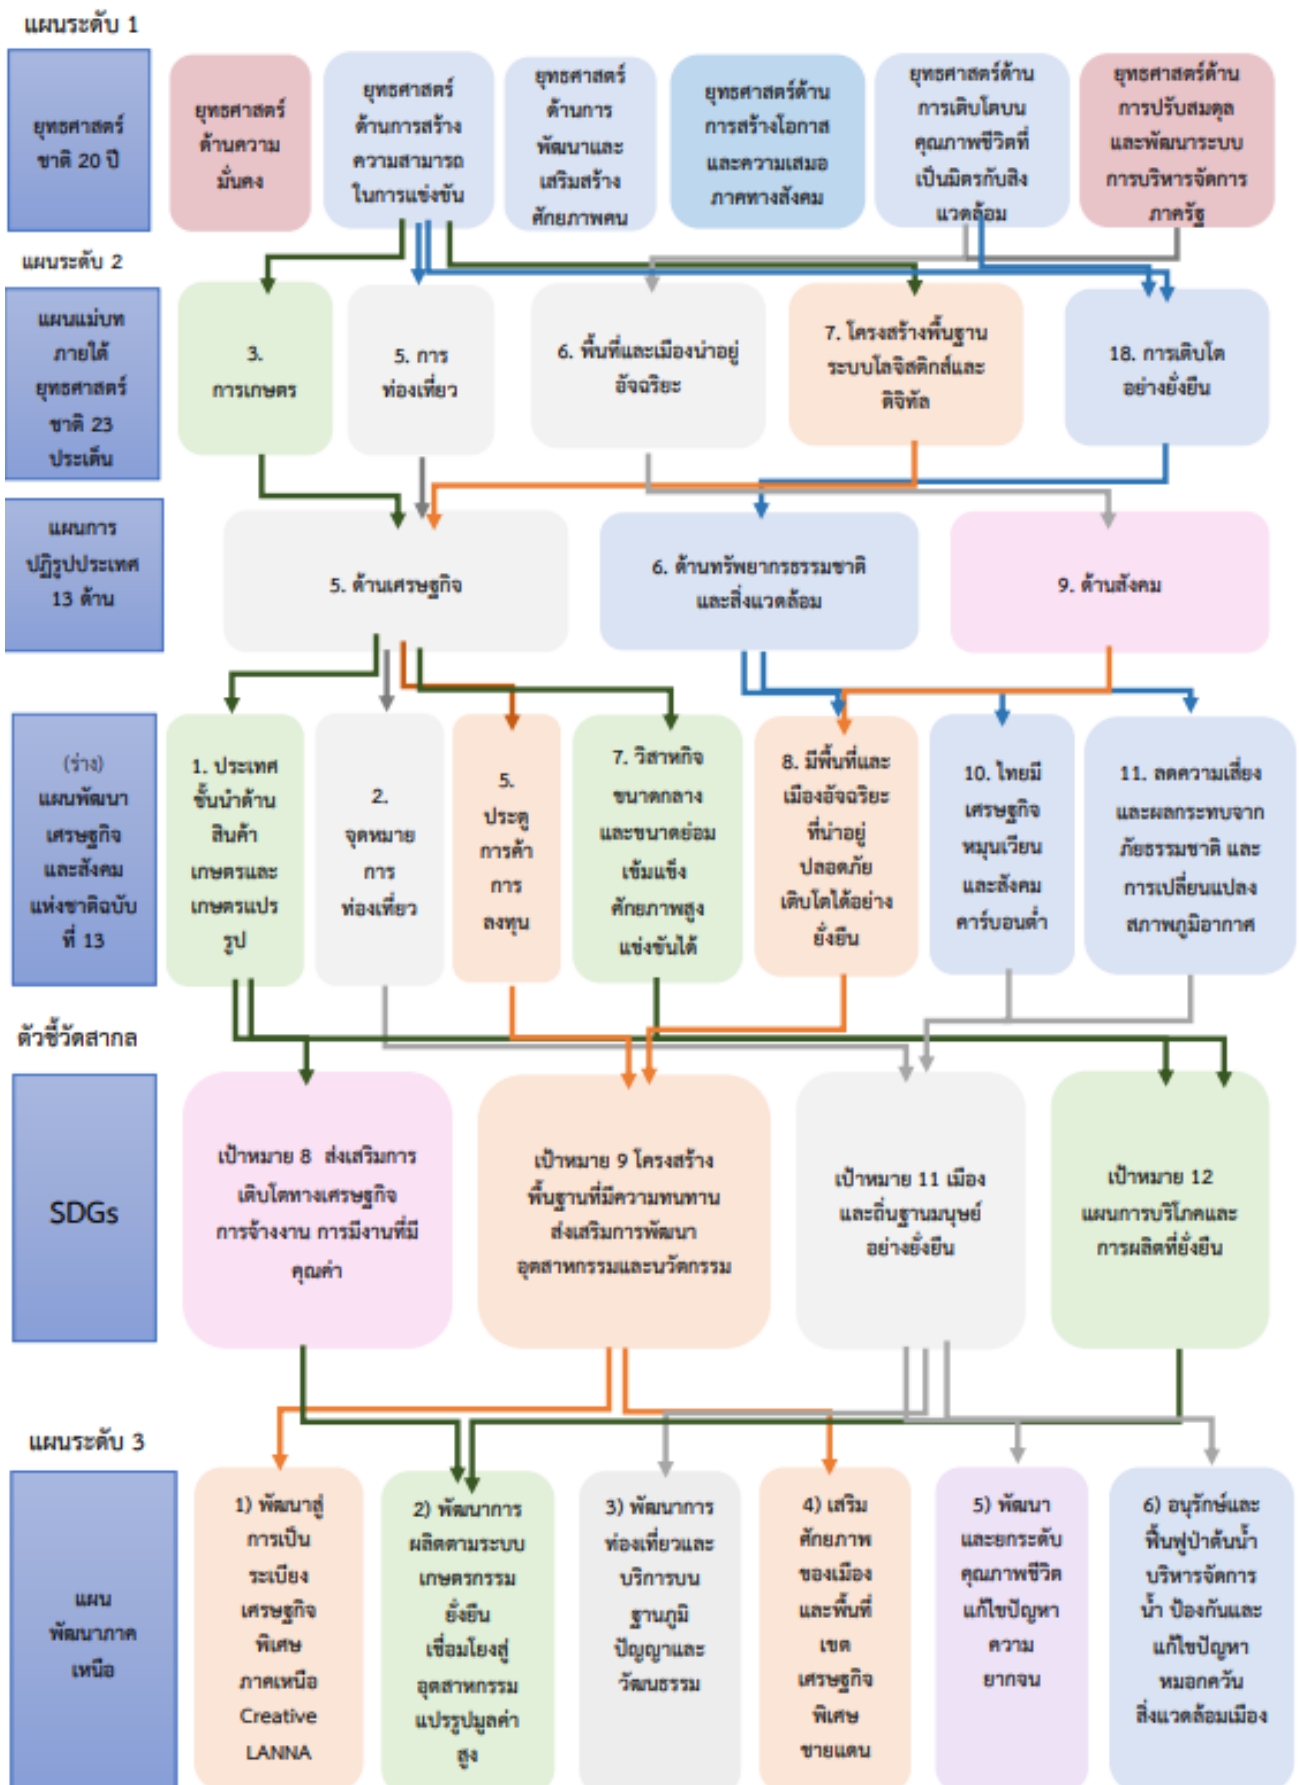 แผนระดับ 1
ยุทธศาสตร์
ชาติ 20 ปี
ยุทธศาสตร์
ด้านความ
มั่นคง
ยุทธศาสตร์
ด้านการสร้าง
ความสามารถ
ในการแข่งขัน
ยุทธศาสตร์
ด้านการ
พัฒนาและ
เสริมสร้าง
ศักยภาพคน
ยุทธศาสตร์ด้าน
การสร้างโอกาส
และความเสมอ
ภาคทางสังคม
ยุทธศาสตร์ด้าน
การเติบโตบน
คุณภาพชีวิตที่
เป็นมิตรกับสิ่ง
แวดล้อม
ยุทธศาสตร์ด้าน
การปรับสมดุล
และพัฒนาระบบ
การบริหารจัดการ
ภาครัฐ
แผนระดับ 2
แผนแม่บท
ภายใต้
ยุทธศาสตร์
ชาติ 23
ประเด็น
3.
การเกษตร
5. การ
ท่องเที่ยว
6. พื้นที่และเมืองน่าอยู่
อัจฉริยะ
7. โครงสร้างพื้นฐาน
ระบบโลจิสติกส์และ
ดิจิทัล
18. การเติบโต
อย่างยั่งยืน
แผนการ
ปฏิรูปประเทศ
13 ด้าน
5. ด้านเศรษฐกิจ
6. ด้านทรัพยากรธรรมชาติ
และสิ่งแวดล้อม
9. ด้านสังคม
(ร่าง)
แผนพัฒนา
เศรษฐกิจ
และสังคม
แห่งชาติฉบับ
ที่ 13
1. ประเทศ
ชั้นนำด้าน
สินค้า
เกษตรและ
เกษตรแปร
รูป
2.
จุดหมาย
การ
ท่องเที่ยว
5.
ประตู
การค้า
การ
ลงทุน
7. วิสาหกิจ
ขนาดกลาง
และขนาดย่อม
เข้มแข็ง
ศักยภาพสูง
แข่งขันได้
8. มีพื้นที่และ
เมืองอัจฉริยะ
ที่น่าอยู่
ปลอดภัย
เติบโตได้อย่าง
ยั่งยืน
10. ไทยมี
เศรษฐกิจ
หมุนเวียน
และสังคม
คาร์บอนต่ำ
11. ลดความเสี่ยง
และผลกระทบจาก
ภัยธรรมชาติ และ
การเปลี่ยนแปลง
สภาพภูมิอากาศ
ตัวชี้วัดสากล
SDGs
เป้าหมาย 8 ส่งเสริมการ
เติบโตทางเศรษฐกิจ
การจ้างงาน การมีงานที่มี
คุณค่า
เป้าหมาย 9 โครงสร้าง
พื้นฐานที่มีความทนทาน
ส่งเสริมการพัฒนา
อุตสาหกรรมและนวัตกรรม
เป้าหมาย 11 เมือง
และถิ่นฐานมนุษย์
อย่างยั่งยืน
เป้าหมาย 12
แผนการบริโภคและ
การผลิตที่ยั่งยืน
แผนระดับ 3
แผน
พัฒนาภาค
เหนือ
1) พัฒนาสู่
การเป็น
ระเบียง
เศรษฐกิจ
พิเศษ
ภาคเหนือ
Creative
LANNA
2) พัฒนาการ
ผลิตตามระบบ
เกษตรกรรม
ยั่งยืน
เชื่อมโยงสู่
อุตสาหกรรม
แปรรูปมูลค่า
สูง
3) พัฒนาการ
ท่องเที่ยวและ
บริการบน
ฐานภูมิ
ปัญญาและ
วัฒนธรรม
4) เสริม
ศักยภาพ
ของเมือง
และพื้นที่
เขต
เศรษฐกิจ
พิเศษ
ชายแดน
5) พัฒนา
และยกระดับ
คุณภาพชีวิต
แก้ไขปัญหา
ความ
ยากจน
6) อนุรักษ์และ
ฟื้นฟูป่าต้นน้ำ
บริหารจัดการ
น้ำ ป้องกันและ
แก้ไขปัญหา
หมอกควัน
สิ่งแวดล้อมเมือง